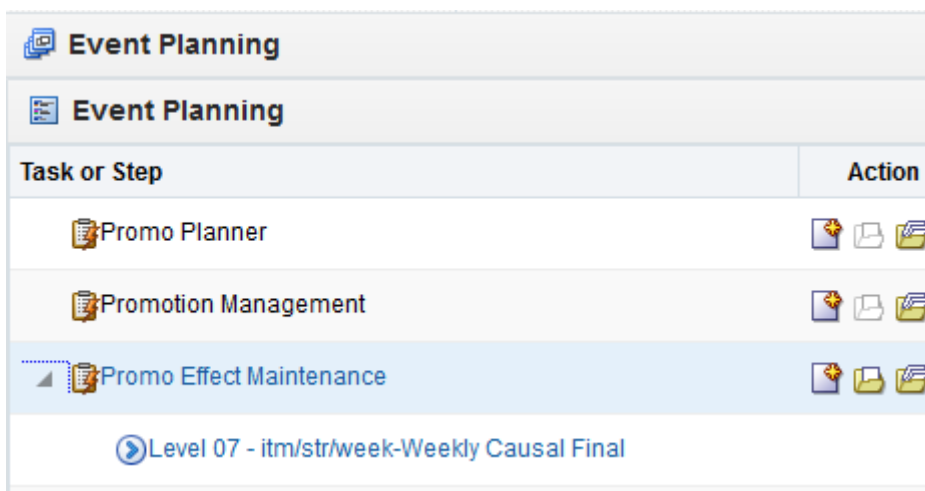 Event Planning
Event Planning
Task or Step Action
Promo Planner
Promotion Management
Promo Effect Maintenance
Level 07 - itm/str/week-Weekly Causal Final